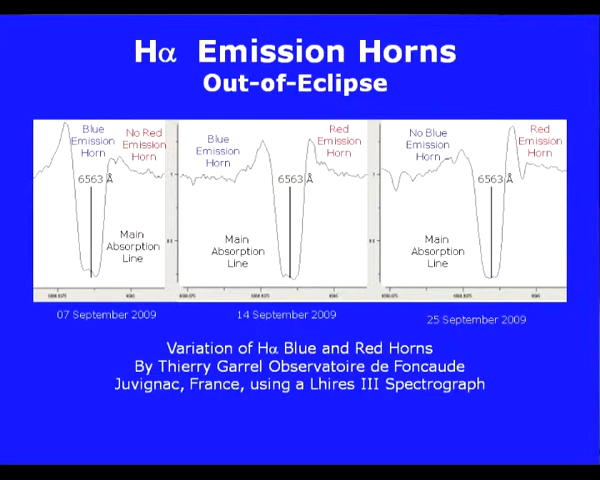 Hα Emission Horns
Out-of-Eclipse
Blue
Emission
Horn
No Red
Emission
Horn
6563 Å
Main
Absorption
Line
07 September 2009
Blue
Emission
Horn
Red
Emission
Horn
1
6563 Å
Main
Absorption
Line
14 September 2009
No Blue
Emission
Horn
Red
Emission
Horn
1
6563 Å
Main
Absorption
Line
25 September 2009
Variation of Hα Blue and Red Horns
By Thierry Garrel Observatoire de Foncaude
Juvignac, France, using a Lhires III Spectrograph